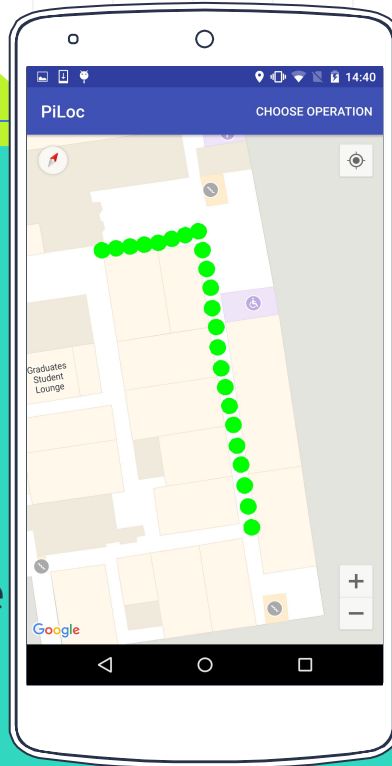 14:40
PiLoc
CHOOSE OPERATION
Graduates
Student
Lounge
+
−
Google
e